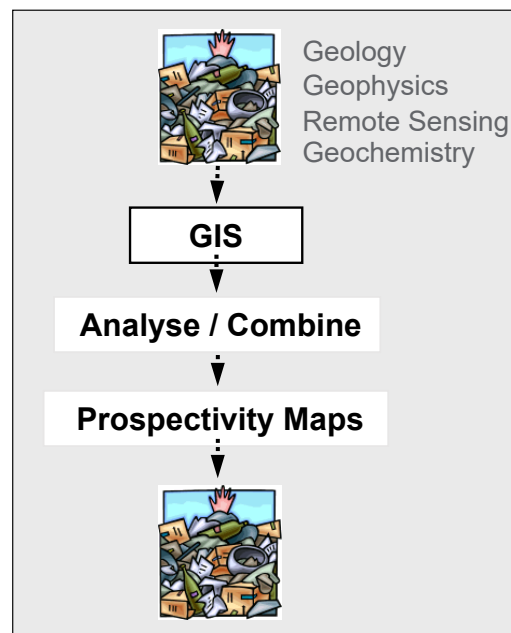 Geology
Geophysics
Remote Sensing
Geochemistry
GIS
Analyse / Combine
Prospectivity Maps